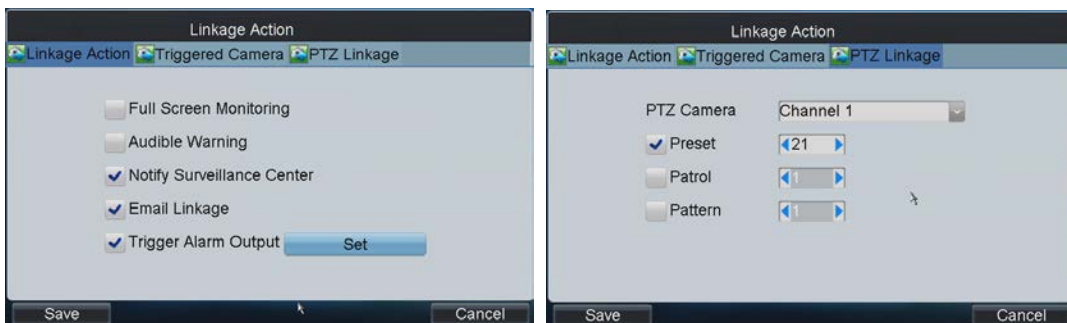 Linkage Action
Linkage Action Triggered Camera PTZ Linkage
Full Screen Monitoring
Audible Warning
Notify Surveillance Center
Email Linkage
Trigger Alarm Output Set
Save Cancel
Linkage Action
Linkage Action Triggered Camera PTZ Linkage
PTZ Camera Channel 1
Preset 21
Patrol 1
Pattern 1
Save Cancel